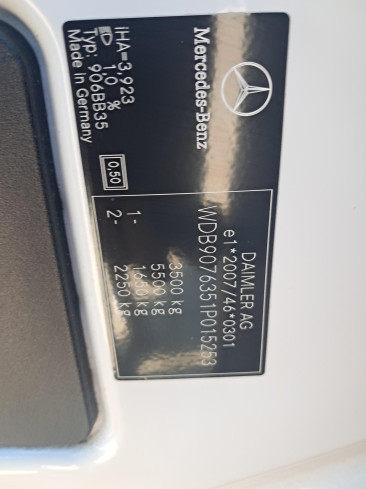 Mercedes-Benz
DAIMLER AG
e1*2007/46*0301
WDB9076351P015253
3500 kg
5500 kg
1- 1650 kg
2- 2250 kg
iHA=3,923
1,0 %
Typ: 906BB35
Made in Germany
0,50